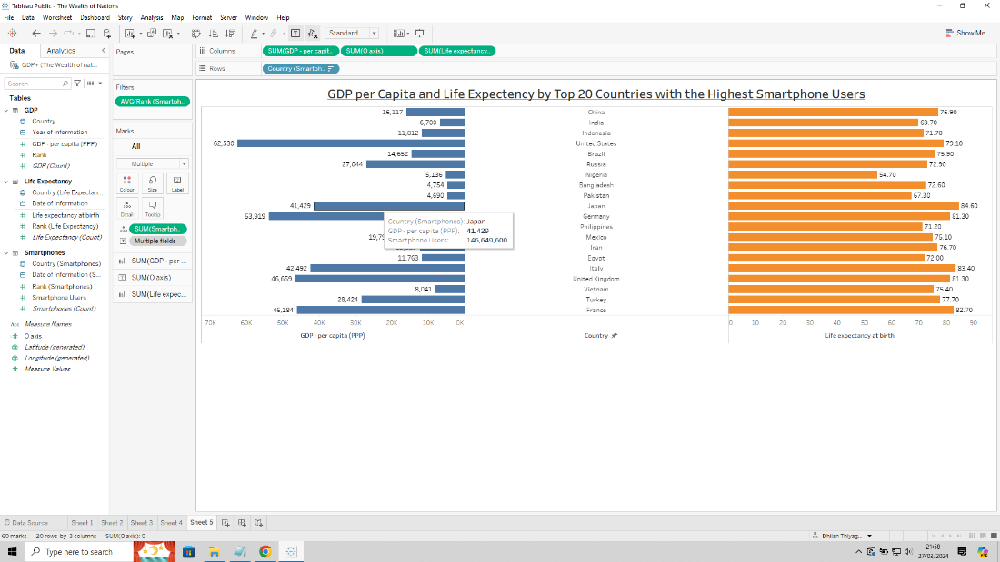 Tableau Public - The Wealth of Nations
File Data Worksheet Dashboard Story Analysis Map Format Server Window Help
Standard
Show Me
Data Analytics
GDP+ (The Wealth of nat...
Search
Tables
GDP
Country
Year of Information
GDP - per capita (PPP)
Rank
GDP (Count)
Life Expectancy
Country (Life Expectan...
Date of Information
Life expectancy at birth
Rank (Life Expectancy)
Life Expectancy (Count)
Smartphones
Country (Smartphones)
Date of Information (S...
Rank (Smartphones)
Smartphone Users
Smartphones (Count)
Abc Measure Names
O axis
Latitude (generated)
Longitude (generated)
Measure Values
Pages
Filters
AVG(Rank (Smartph..
Marks
All
Multiple
Colour Size Label
Detail Tooltip
SUM(Smartph..
Multiple fields
SUM(GDP - per ...
SUM(O axis)
SUM(Life expec...
Columns SUM(GDP - per capit.. SUM(O axis) SUM(Life expectancy..
Rows Country (Smartph..
GDP per Capita and Life Expectency by Top 20 Countries with the Highest Smartphone Users
16,117 China 76.90
6,700 India 69.70
11,812 Indonesia 71.70
62,530 United States 79.10
14,652 Brazil 75.90
27,044 Russia 72.90
5,136 Nigeria 54.70
4,754 Bangladesh 72.60
4,690 Pakistan 67.30
41,429 Japan 84.60
53,919 Germany 81.30
Philippines 71.20
Mexico 75.10
Iran 76.70
11,763 Egypt 72.00
42,492 Italy 83.40
46,659 United Kingdom 81.30
8,041 Vietnam 75.40
28,424 Turkey 77.70
46,184 France 82.70
Country (Smartphones): Japan
GDP - per capita (PPP): 41,429
Smartphone Users: 146,649,600
70K 60K 50K 40K 30K 20K 10K 0K
0 10 20 30 40 50 60 70 80 90
GDP - per capita (PPP) Country Life expectancy at birth
Data Source Sheet 1 Sheet 2 Sheet 3 Sheet 4 Sheet 5
60 marks 20 rows by 3 columns SUM(O axis): 0
Dhilan Thiyag...
Type here to search
21:58
27/03/2024